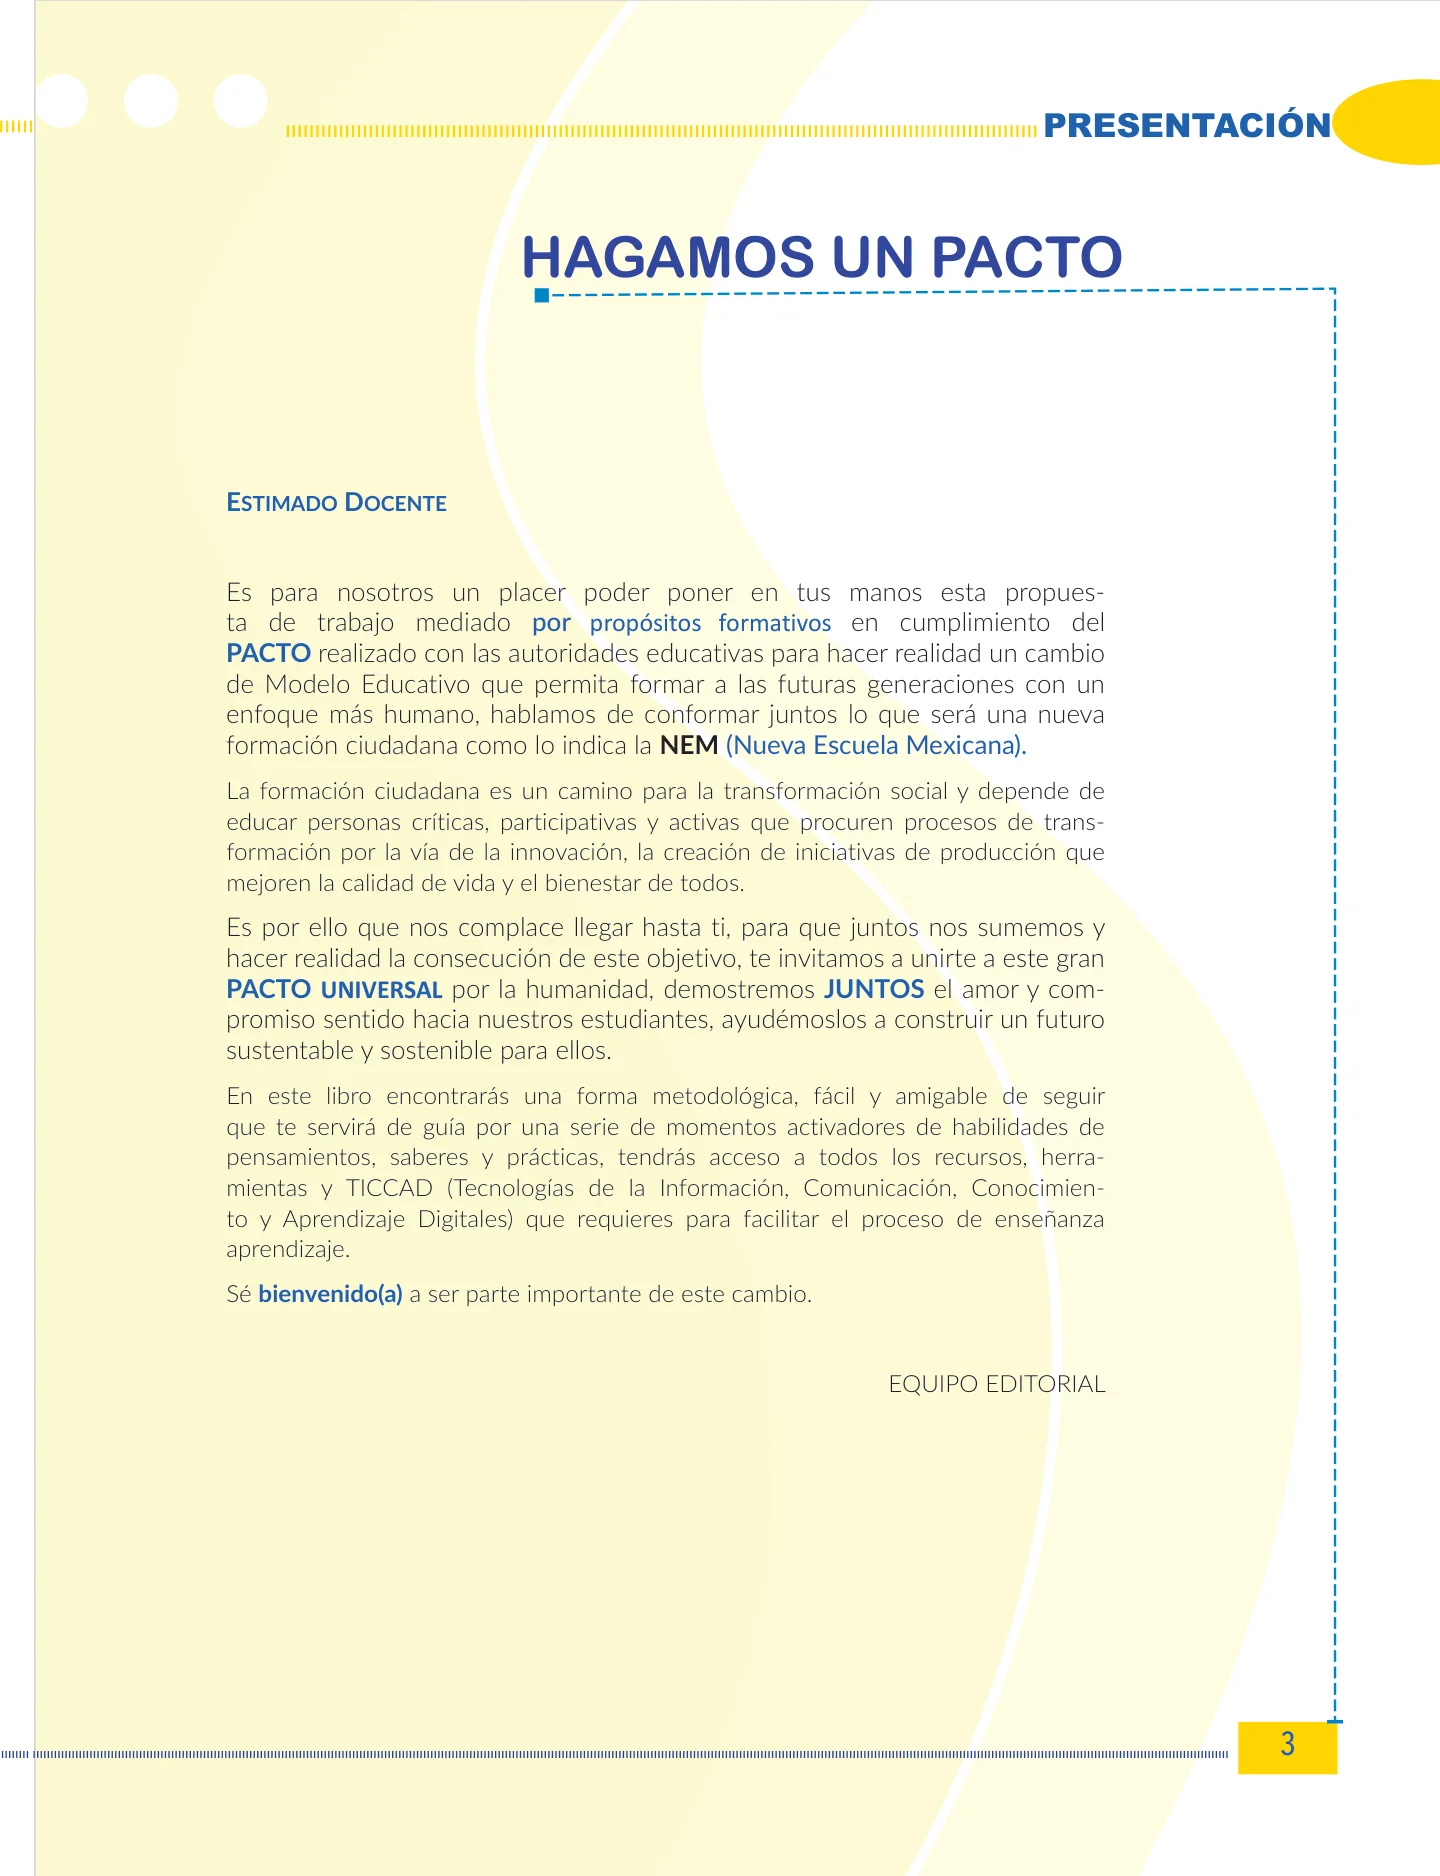 PRESENTACIÓN
HAGAMOS UN PACTO
ESTIMADO DOCENTE
Es para nosotros un placer poder poner en tus manos esta propues-
ta de trabajo mediado por propósitos formativos en cumplimiento del
PACTO realizado con las autoridades educativas para hacer realidad un cambio
de Modelo Educativo que permita formar a las futuras generaciones con un
enfoque más humano, hablamos de conformar juntos lo que será una nueva
formación ciudadana como lo indica la NEM (Nueva Escuela Mexicana).
La formación ciudadana es un camino para la transformación social y depende de
educar personas críticas, participativas y activas que procuren procesos de trans-
formación por la vía de la innovación, la creación de iniciativas de producción que
mejoren la calidad de vida y el bienestar de todos.
Es por ello que nos complace llegar hasta ti, para que juntos nos sumemos y
hacer realidad la consecución de este objetivo, te invitamos a unirte a este gran
PACTO UNIVERSAL por la humanidad, demostremos JUNTOS el amor y com-
promiso sentido hacia nuestros estudiantes, ayudémoslos a construir un futuro
sustentable y sostenible para ellos.
En este libro encontrarás una forma metodológica, fácil y amigable de seguir
que te servirá de guía por una serie de momentos activadores de habilidades de
pensamientos, saberes y prácticas, tendrás acceso a todos los recursos, herra-
mientas y TICCAD (Tecnologías de la Información, Comunicación, Conocimien-
to y Aprendizaje Digitales) que requieres para facilitar el proceso de enseñanza
aprendizaje.
Sé bienvenido(a) a ser parte importante de este cambio.
EQUIPO EDITORIAL
3